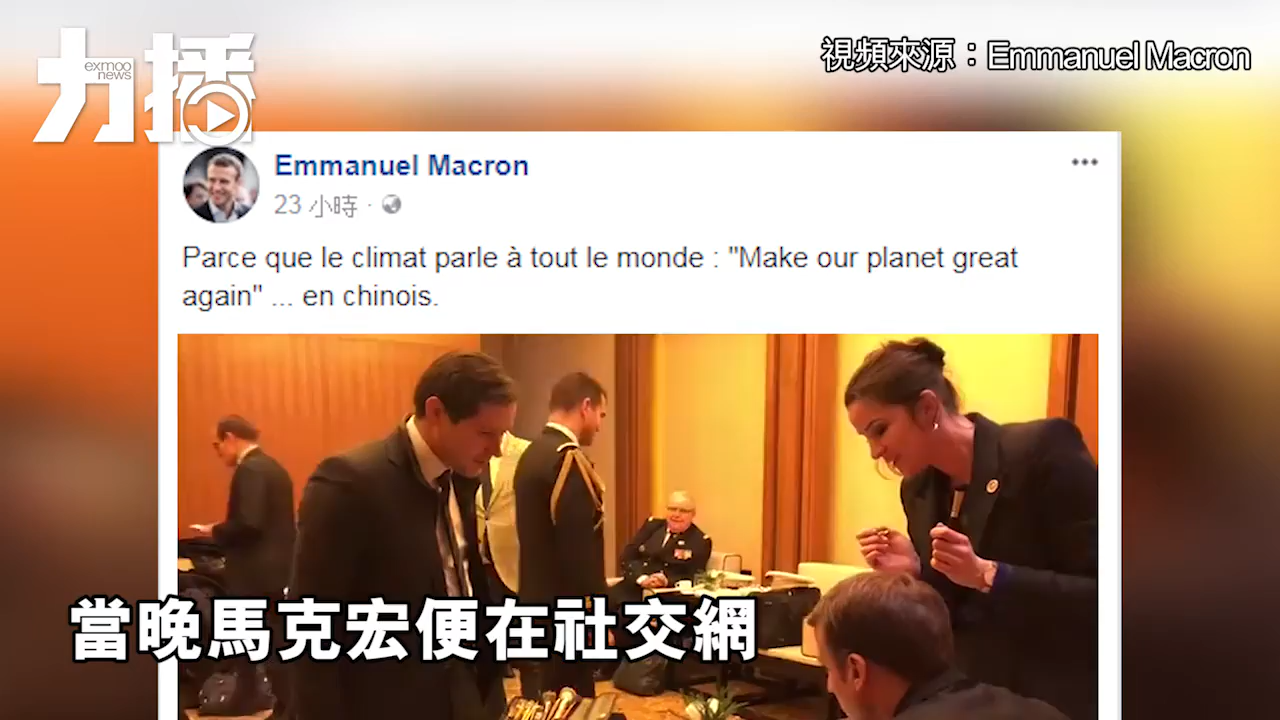 力播
exmoo
news
視頻來源：Emmanuel Macron
Emmanuel Macron
23 小時 ·
Parce que le climat parle à tout le monde : "Make our planet great
again" ... en chinois.
當晚馬克宏便在社交網